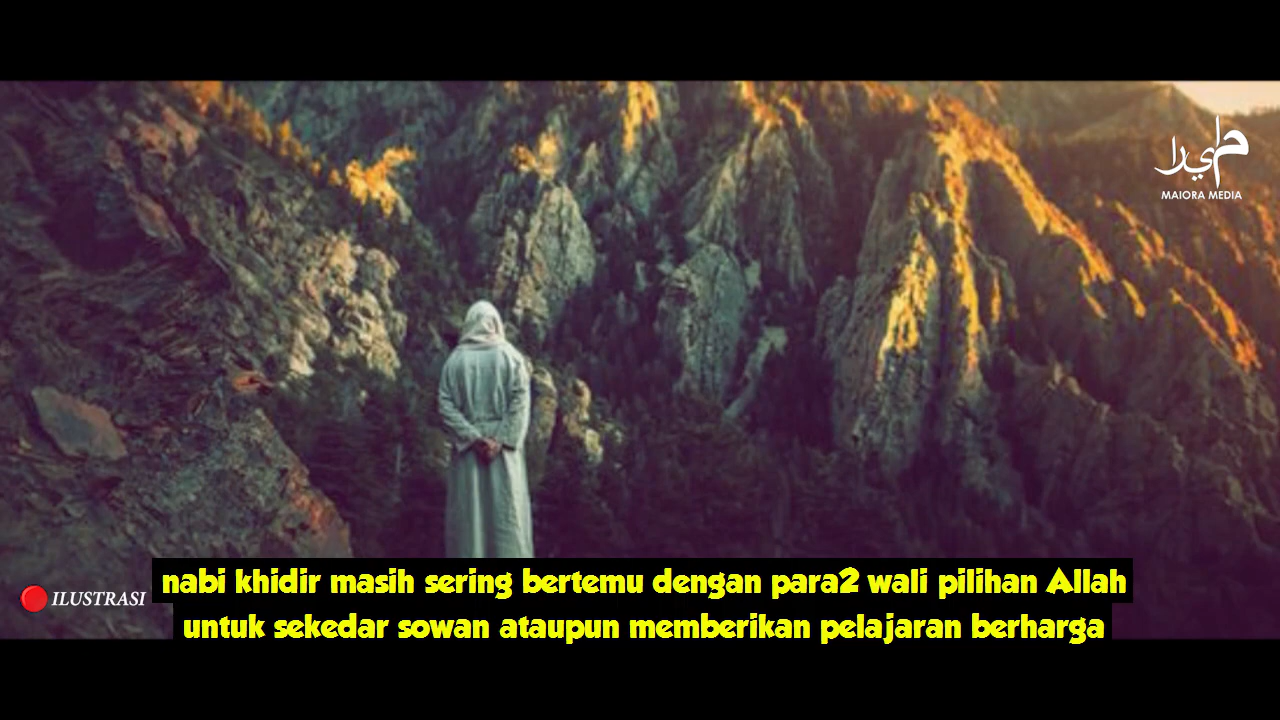 MAIORA MEDIA
ILUSTRASI
nabi khidir masih sering bertemu dengan para2 wali pilihan Allah
untuk sekedar sowan ataupun memberikan pelajaran berharga